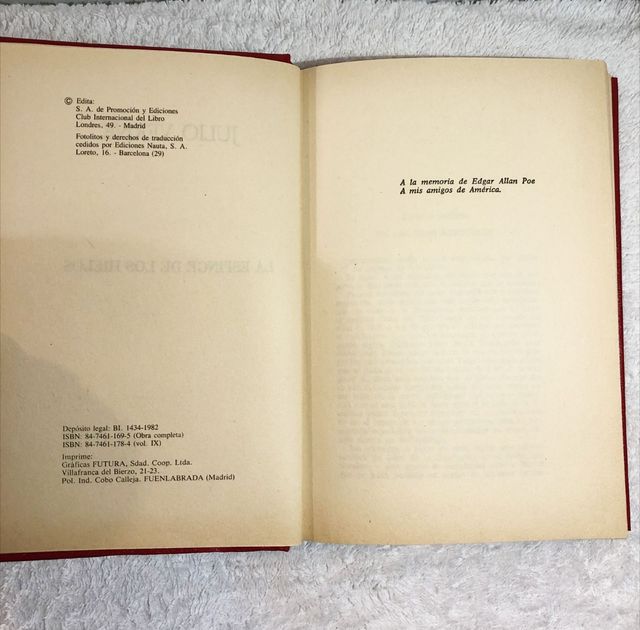 © Edita:
S. A. de Promoción y Ediciones
Club Internacional del Libro
Londres, 49. - Madrid
Fotolitos y derechos de traducción
cedidos por Ediciones Nauta, S. A.
Loreto, 16. - Barcelona (29)
Depósito legal: BI. 1434-1982
ISBN: 84-7461-169-5 (Obra completa)
ISBN: 84-7461-178-4 (vol. IX)
Imprime:
Gráficas FUTURA, Sdad. Coop. Ltda.
Villafranca del Bierzo, 21-23.
Pol. Ind. Cobo Calleja. FUENLABRADA (Madrid)
A la memoria de Edgar Allan Poe
A mis amigos de América.